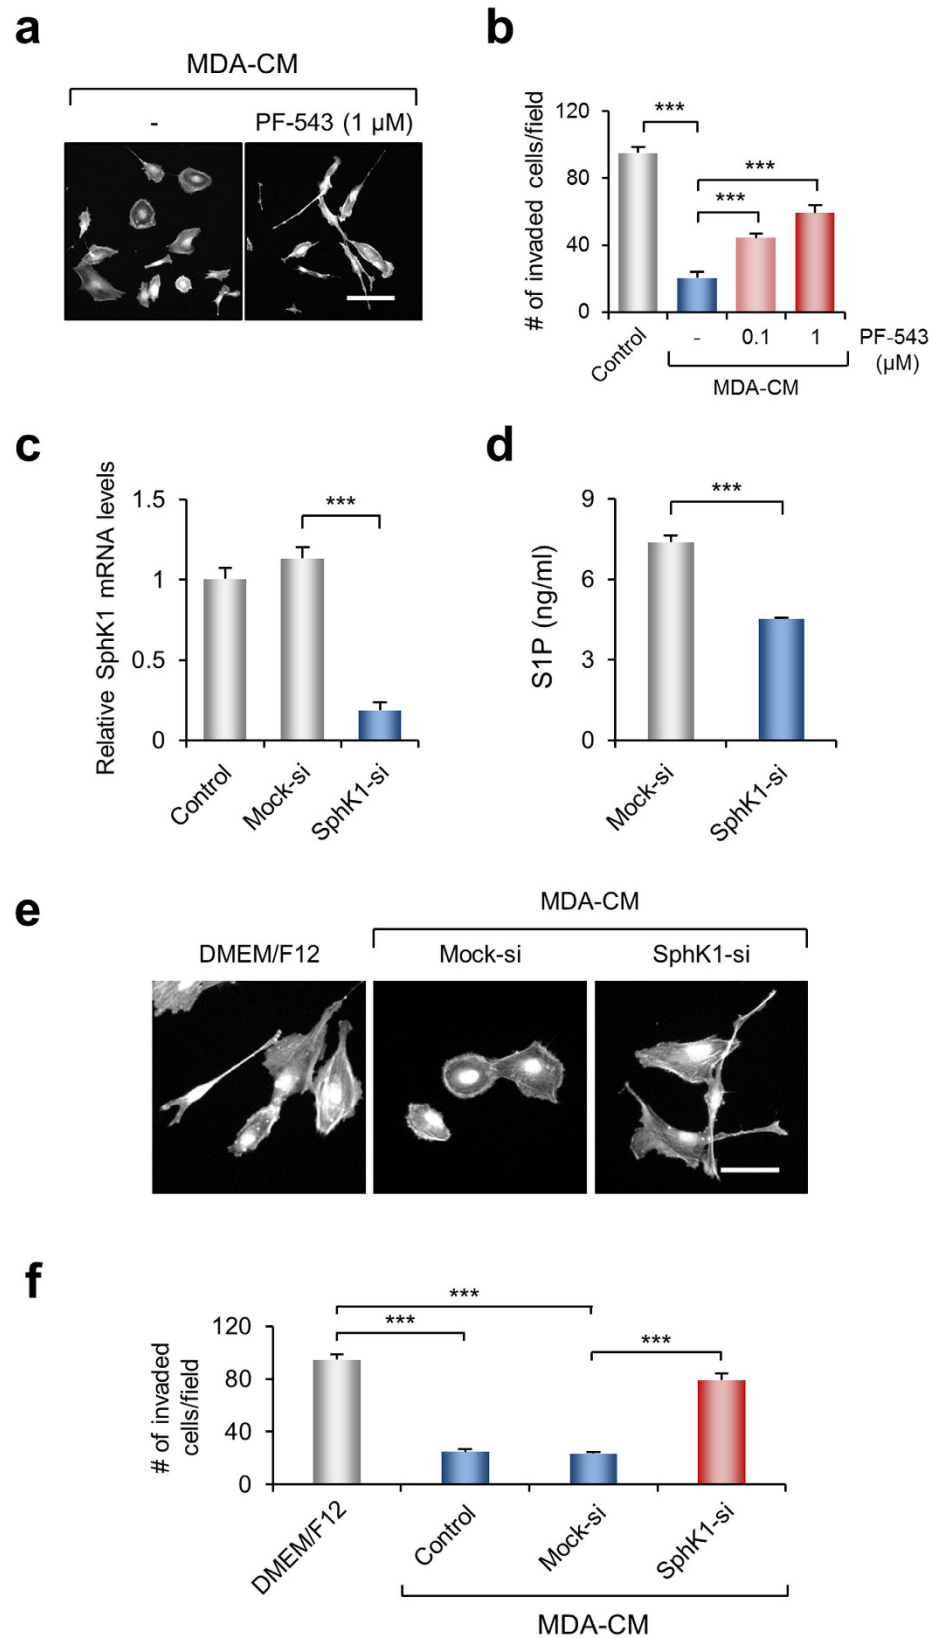 a
MDA-CM
-
PF-543 (1 µM)
b
# of invaded cells/field
120
80
40
0
***
***
***
Control
-
0.1
1
PF-543
(µM)
MDA-CM
c
Relative SphK1 mRNA levels
1.5
1
0.5
0
***
Control
Mock-si
SphK1-si
d
S1P (ng/ml)
9
6
3
0
***
Mock-si
SphK1-si
e
MDA-CM
DMEM/F12
Mock-si
SphK1-si
f
# of invaded
cells/field
120
80
40
0
***
***
***
DMEM/F12
Control
Mock-si
SphK1-si
MDA-CM